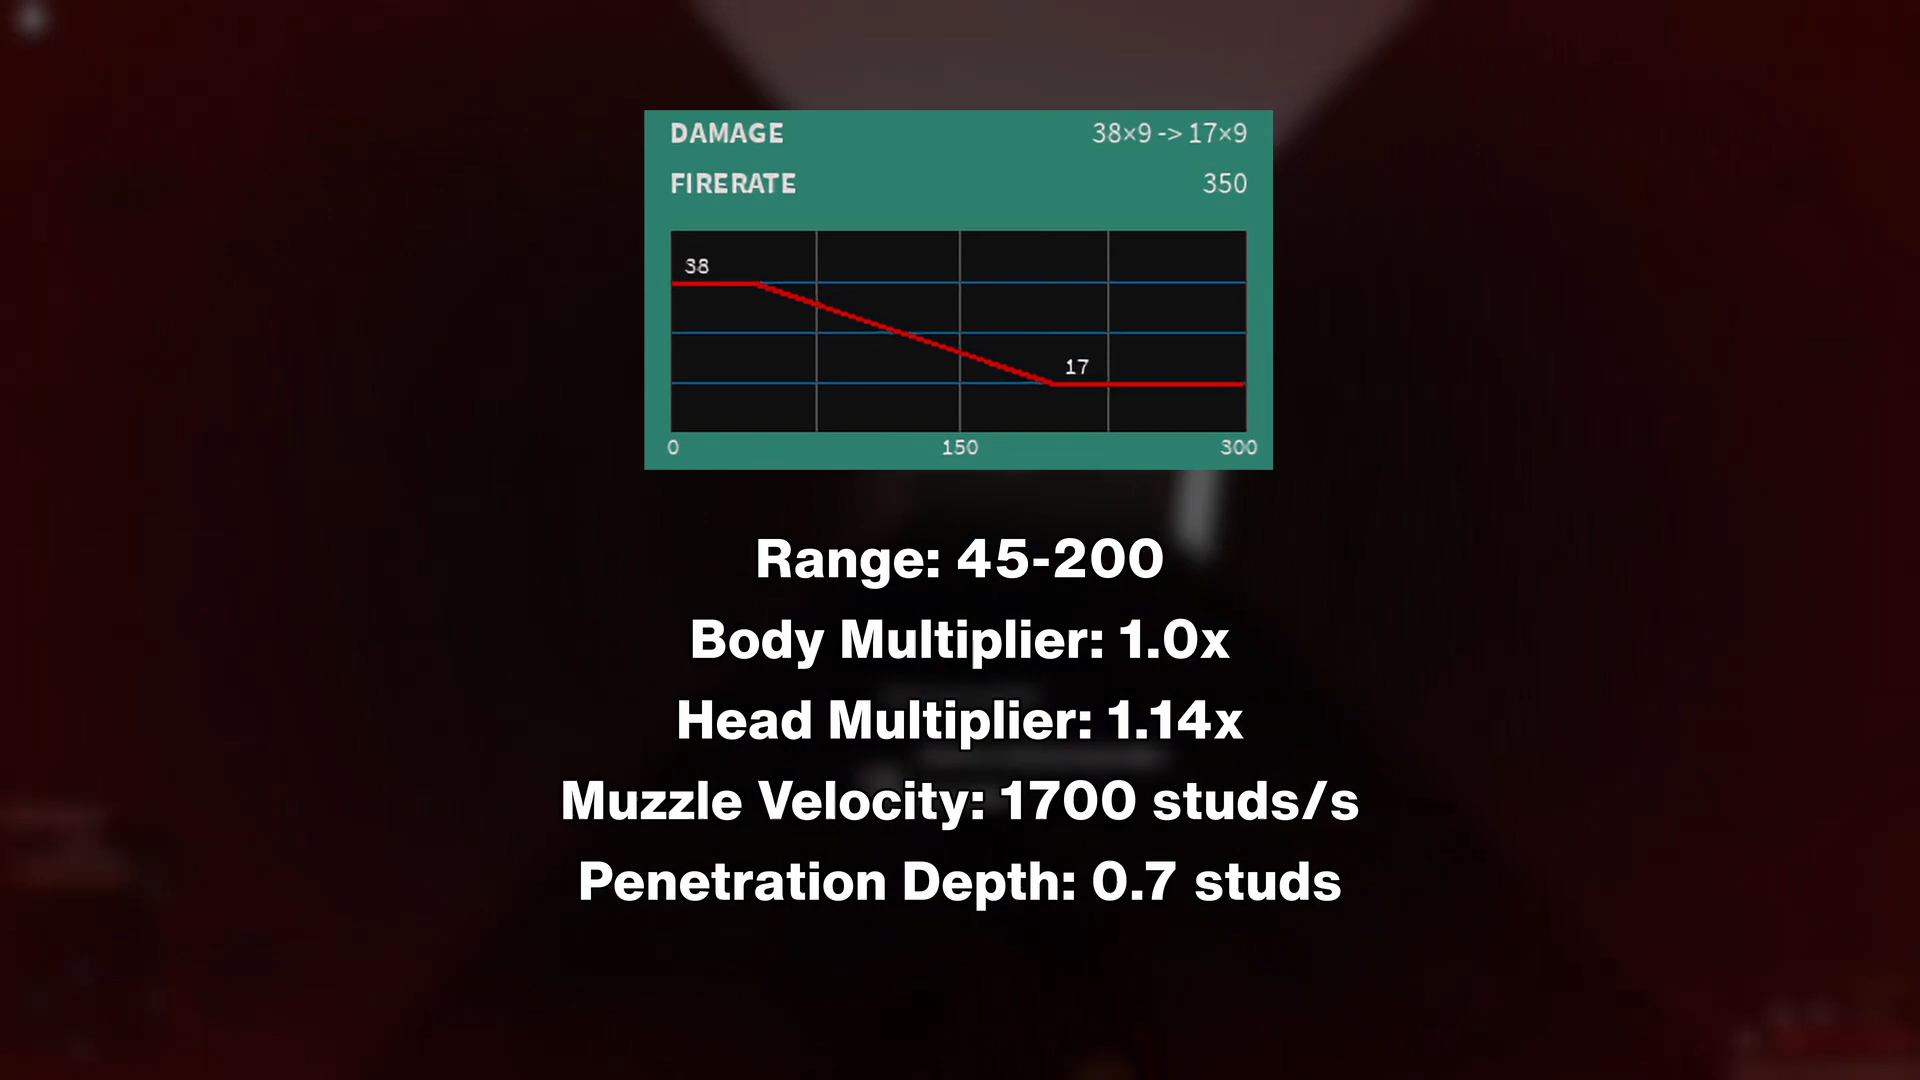 DAMAGE 38×9 -> 17×9
FIRERATE 350
38
17
0 150 300
Range: 45-200
Body Multiplier: 1.0x
Head Multiplier: 1.14x
Muzzle Velocity: 1700 studs/s
Penetration Depth: 0.7 studs